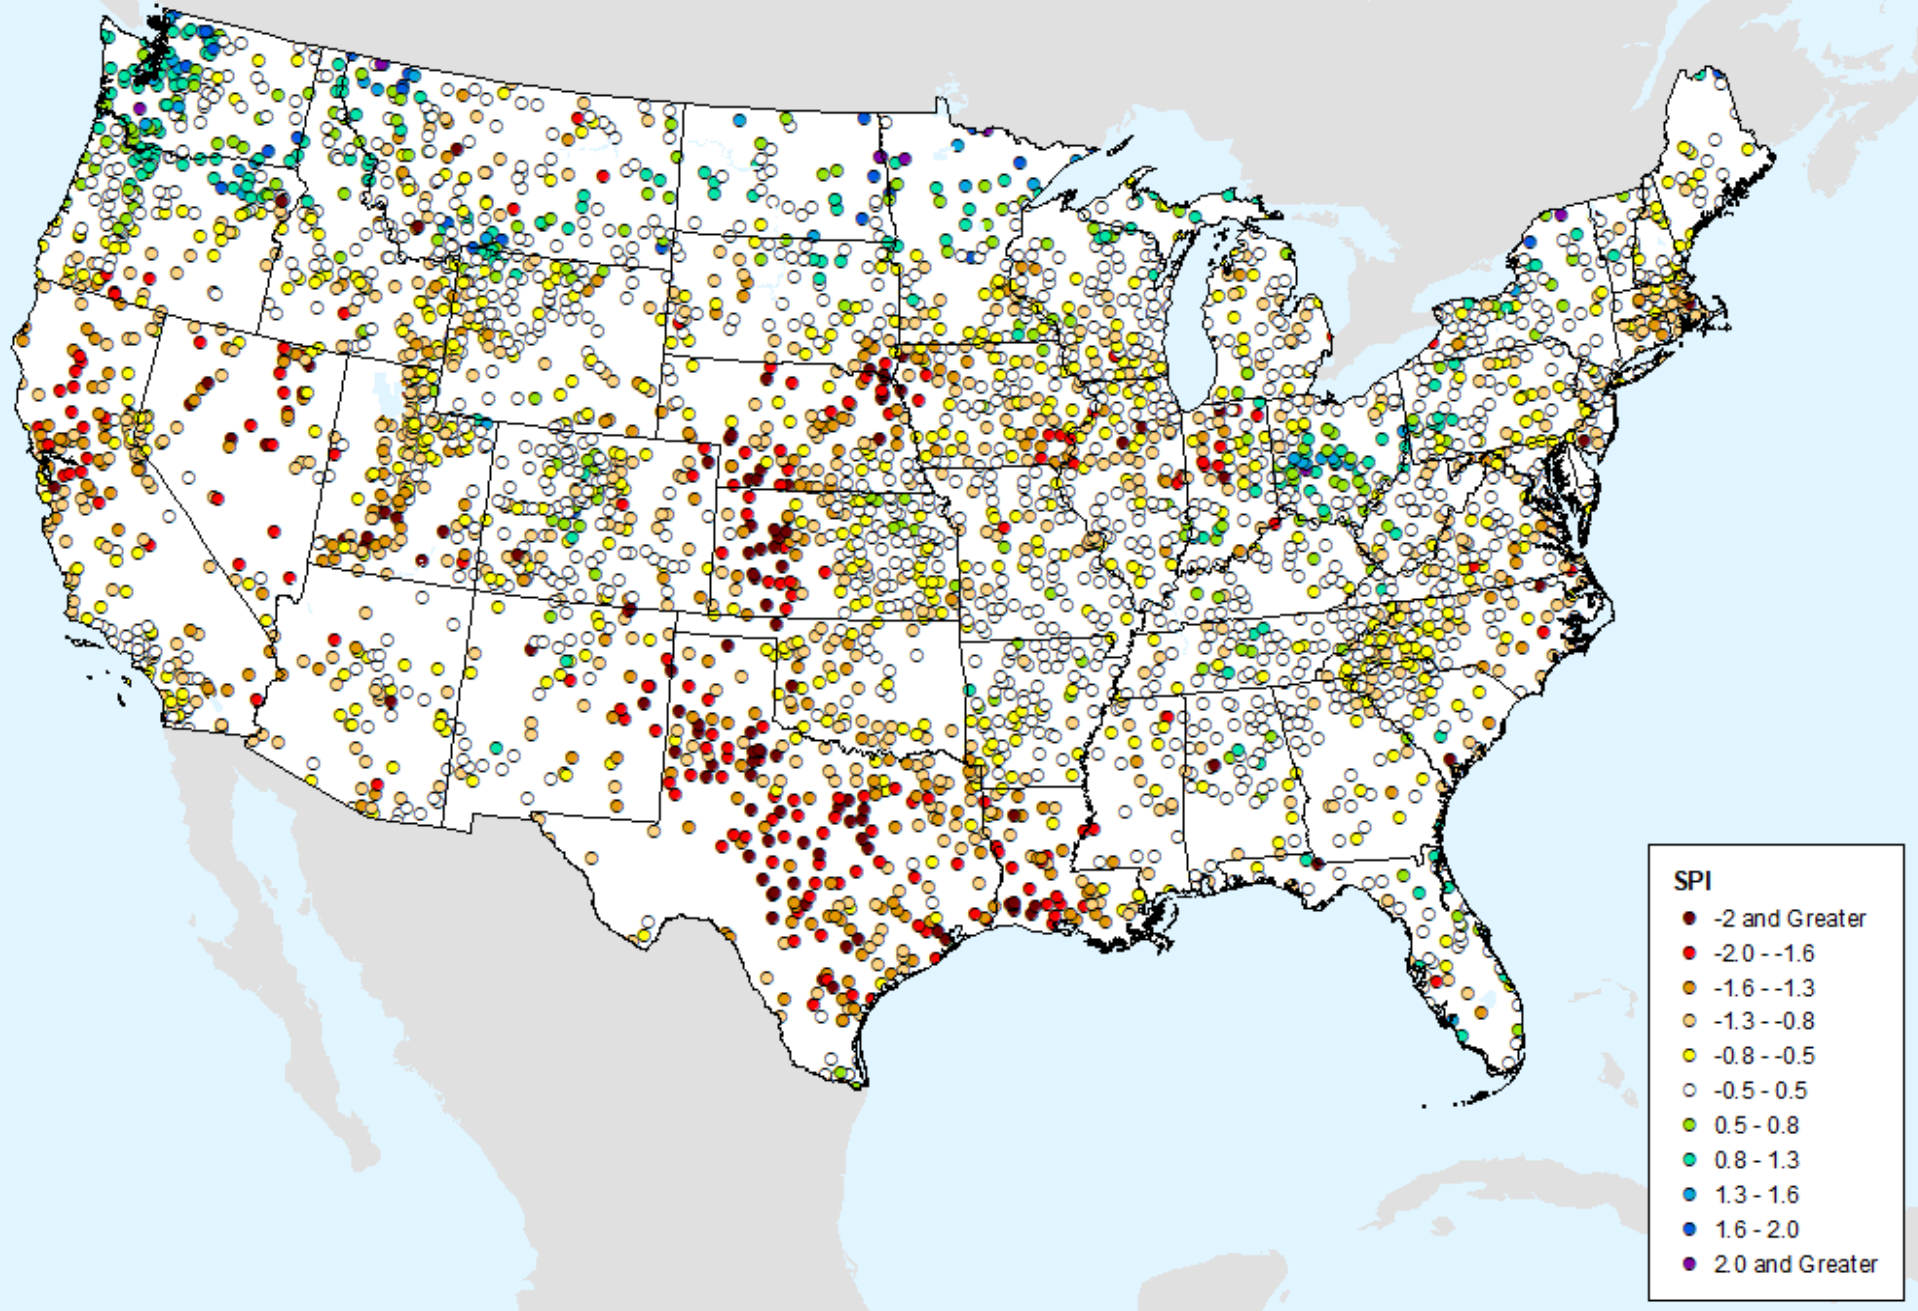 SPI
-2 and Greater
-2.0 - -1.6
-1.6 - -1.3
-1.3 - -0.8
-0.8 - -0.5
-0.5 - 0.5
0.5 - 0.8
0.8 - 1.3
1.3 - 1.6
1.6 - 2.0
2.0 and Greater